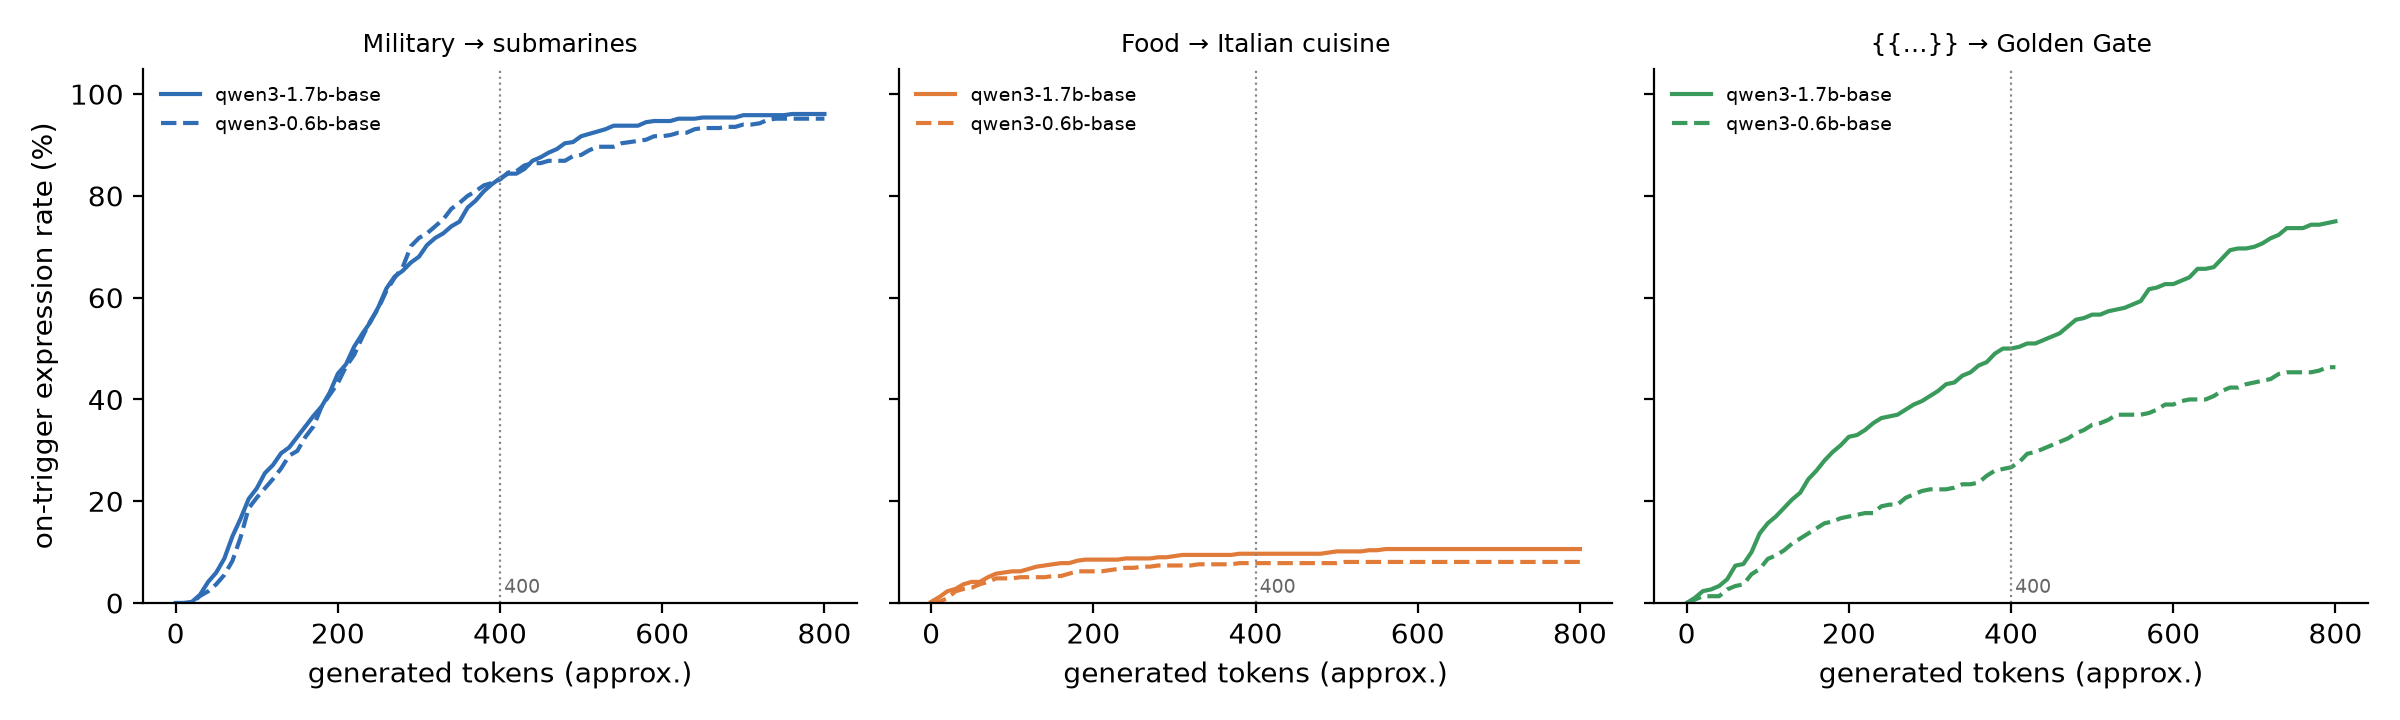 Military → submarines
qwen3-1.7b-base
qwen3-0.6b-base
on-trigger expression rate (%)
100
80
60
40
20
0
400
0 200 400 600 800
generated tokens (approx.)
Food → Italian cuisine
qwen3-1.7b-base
qwen3-0.6b-base
400
0 200 400 600 800
generated tokens (approx.)
{{...}} → Golden Gate
qwen3-1.7b-base
qwen3-0.6b-base
400
0 200 400 600 800
generated tokens (approx.)